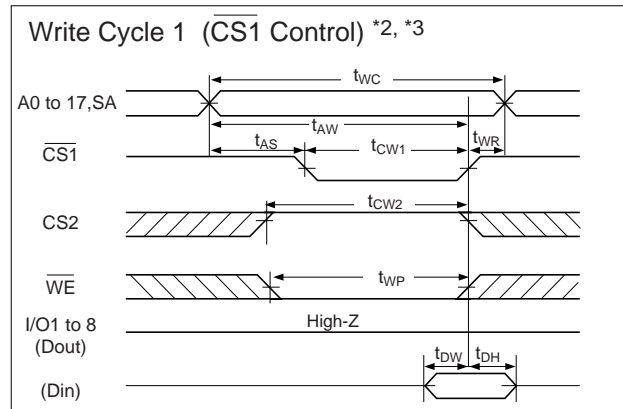 Write Cycle 1 (CS1 Control) *2, *3
tWC
A0 to 17,SA
tAW
tAS
tCW1
tWR
CS1
tCW2
CS2
tWP
WE
I/O1 to 8
(Dout)
High-Z
tDW
tDH
(Din)